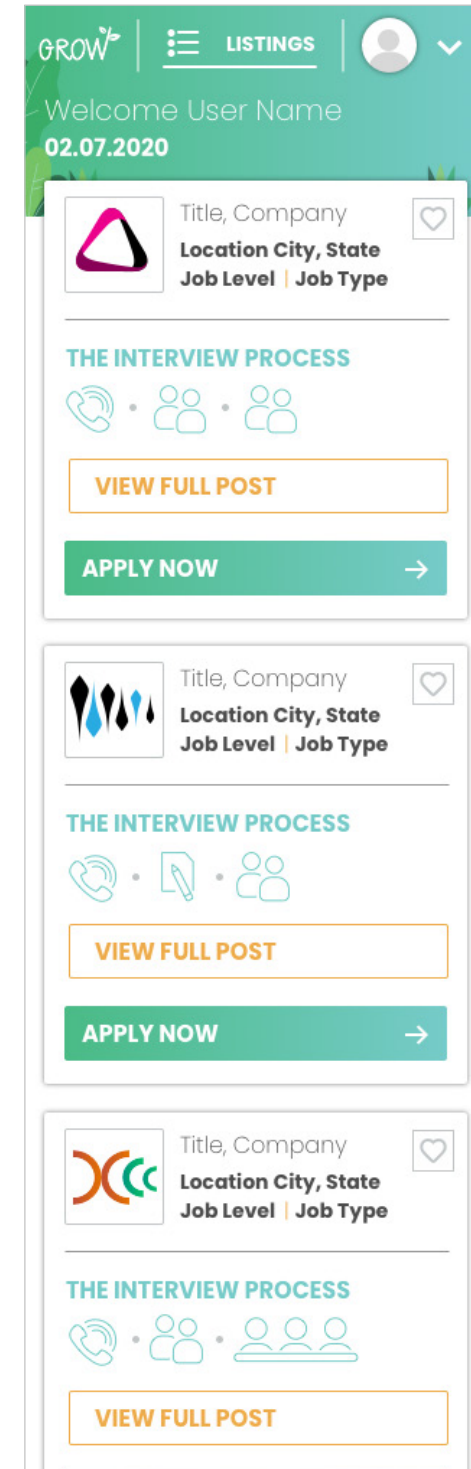 GROW
LISTINGS
Welcome User Name
02.07.2020
Title, Company
Location City, State
Job Level | Job Type
THE INTERVIEW PROCESS
VIEW FULL POST
APPLY NOW
Title, Company
Location City, State
Job Level | Job Type
THE INTERVIEW PROCESS
VIEW FULL POST
APPLY NOW
Title, Company
Location City, State
Job Level | Job Type
THE INTERVIEW PROCESS
VIEW FULL POST